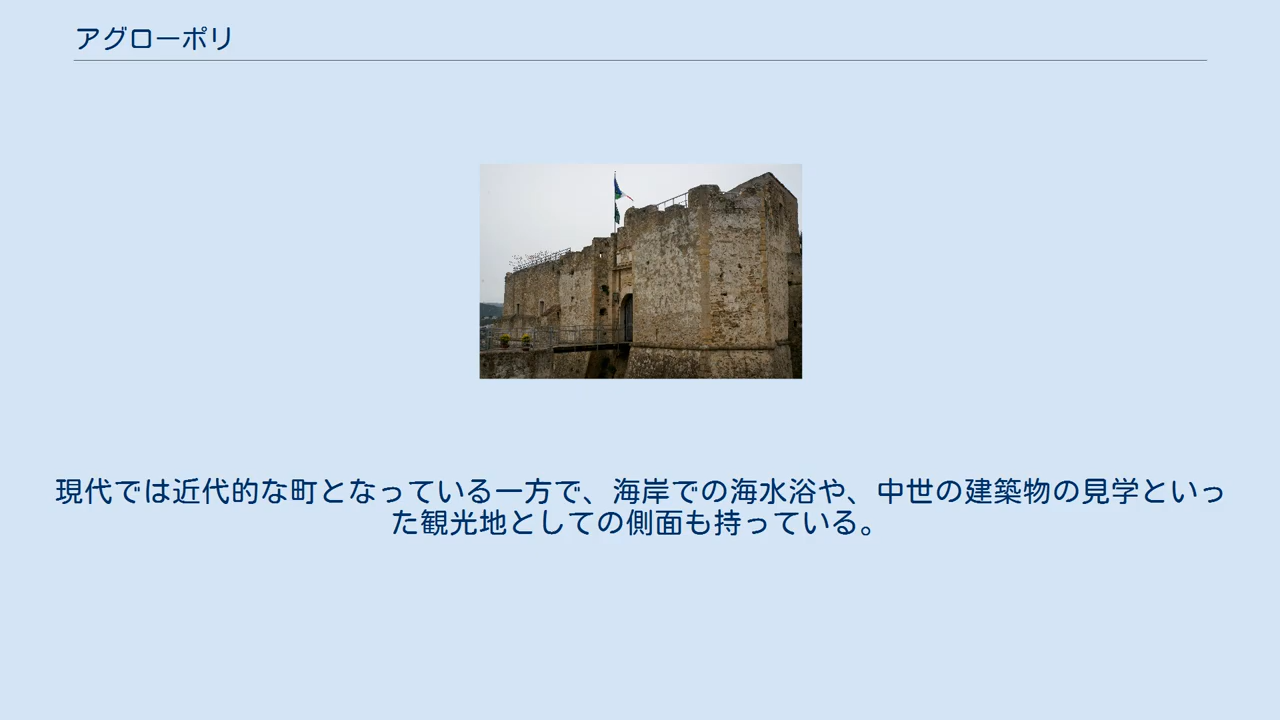 アグローポリ
現代では近代的な町となっている一方で、海岸での海水浴や、中世の建築物の見学といっ
た観光地としての側面も持っている。